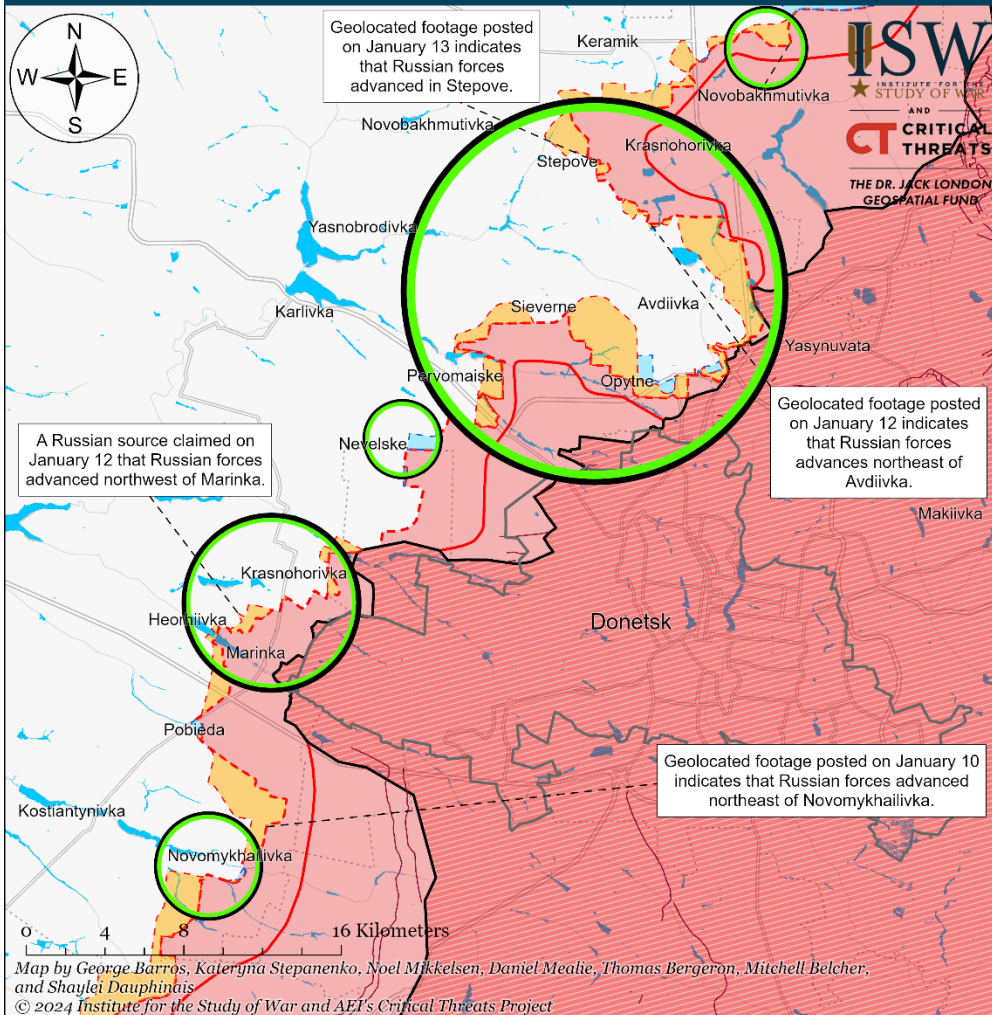 N
W
E
S
Geolocated footage posted
on January 13 indicates
that Russian forces
advanced in Stepove.
Keramik
ISW
INSTITUTE FOR THE
STUDY OF WAR
AND
CT CRITICAL
THREATS
THE DR. JACK LONDON
GEOSPATIAL FUND
Novobakhmutivka
Novobakhmutivka
Krasnohorivka
Stepove
Yasnobrodivka
Karlivka
Sieverne
Avdiivka
Yasynuvata
Pervomaiske
Opytne
Geolocated footage posted
on January 12 indicates
that Russian forces
advances northeast of
Avdiivka.
A Russian source claimed on
January 12 that Russian forces
advanced northwest of Marinka.
Nevelske
Makiivka
Krasnohorivka
Heorhiivka
Marinka
Donetsk
Pobieda
Geolocated footage posted on January 10
indicates that Russian forces advanced
northeast of Novomykhailivka.
Kostiantynivka
Novomykhailivka
0 4 8 16 Kilometers
Map by George Barros, Kateryna Stepanenko, Noel Mikkelsen, Daniel Mealie, Thomas Bergeron, Mitchell Belcher,
and Shaylei Dauphinais
© 2024 Institute for the Study of War and AEI's Critical Threats Project